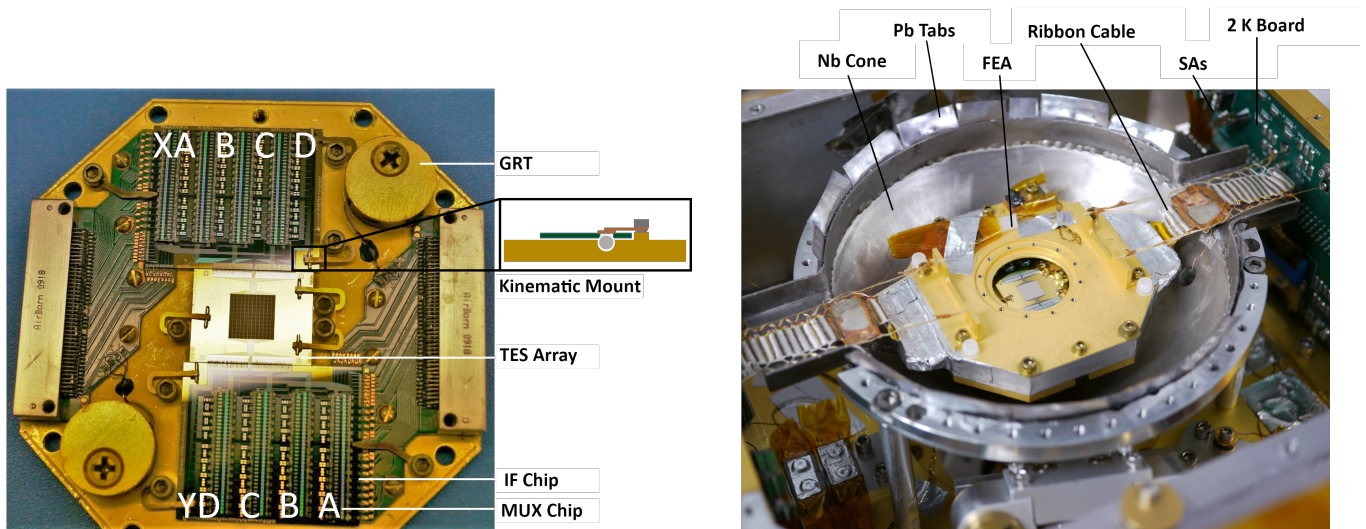 Pb Tabs
Ribbon Cable
2 K Board
Nb Cone
FEA
SAs
XA B C D
GRT
Kinematic Mount
AirBorn 0918
AirBorn 0918
TES Array
IF Chip
YD C B A
MUX Chip